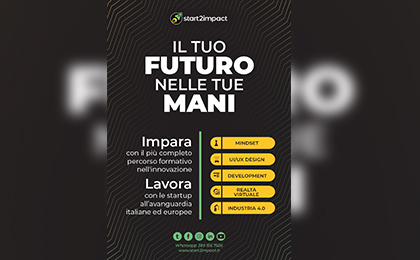 start2impact
IL TUO
FUTURO
NELLE TUE
MANI
Impara
con il più completo
percorso formativo
nell'innovazione
Lavora
con le startup
all'avanguardia
italiane ed europee
MINDSET
UI/UX DESIGN
DEVELOPMENT
REALTÀ
VIRTUALE
INDUSTRIA 4.0
www.start2impact.it